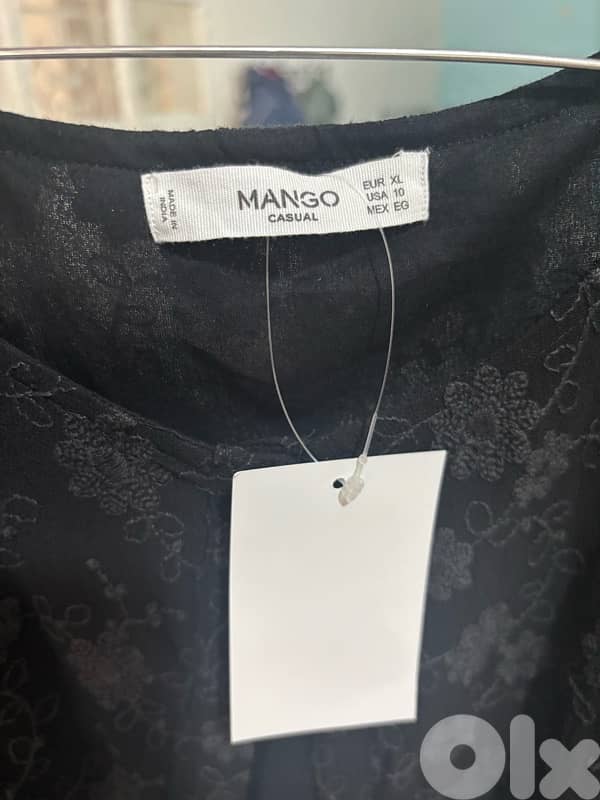 MADE IN
INDIA
MANGO
CASUAL
EUR XL
USA 10
MEX EG
Olx